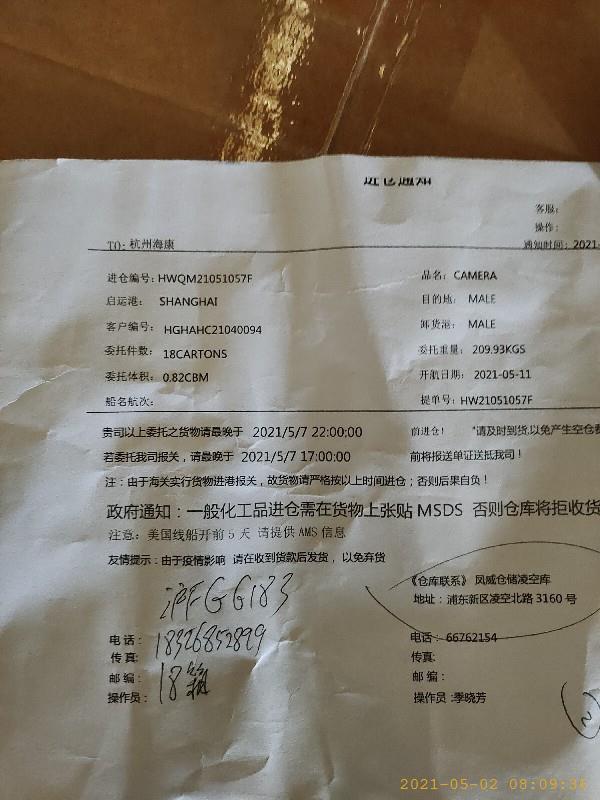 进仓通知
客服：
操作：
TO：杭州海康 通知时间：2021-
进仓编号：HWQM21051057F 品名： CAMERA
启运港： SHANGHAI 目的地： MALE
客户编号： HGHAHC21040094 卸货港： MALE
委托件数： 18CARTONS 委托重量：209.93KGS
委托体积：0.82CBM 开航日期： 2021-05-11
船名航次： 提单号：HW21051057F
贵司以上委托之货物请最晚于 2021/5/7 22:00:00 前进仓！ "请及时到货,以免产生空仓费
若委托我司报关，请最晚于 2021/5/7 17:00:00 前将报送单证送抵我司！
注：由于海关实行货物进港报关，故货物请严格按以上时间进仓；否则后果自负！
政府通知：一般化工品进仓需在货物上张贴 MSDS 否则仓库将拒收货
注意：美国线船开前 5 天 请提供 AMS 信息
友情提示：由于疫情影响 请在收到货款后发货，以免弃货
《仓库联系》 凤威仓储凌空库
地址：浦东新区凌空北路 3160 号
沪FG6183
电话： 18326852899 电话：66762154
传真: 传真:
邮编： 18箱 邮编：
操作员： 操作员：季晓芳
2
2021-05-02 08:09:36